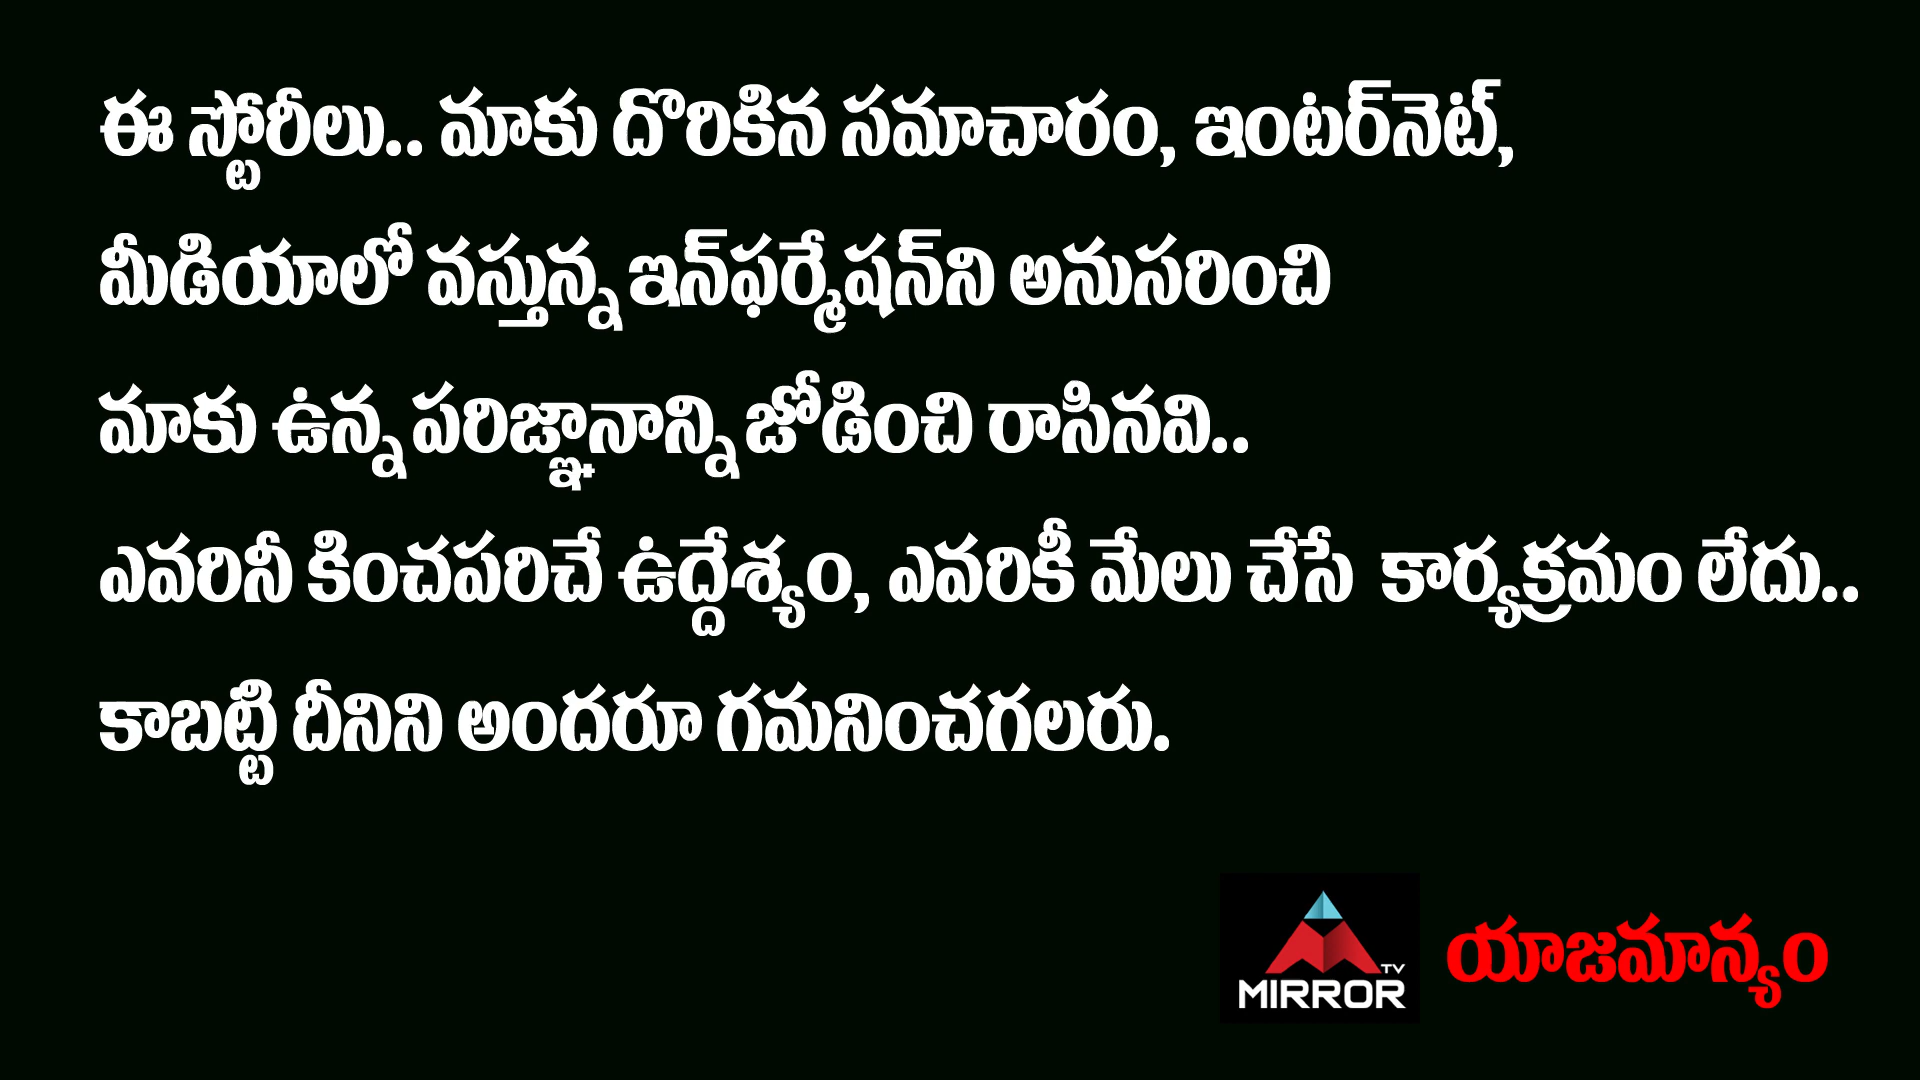 ఈ స్టోరీలు.. మాకు దొరికిన సమాచారం, ఇంటర్‌నెట్,
మీడియాలో వస్తున్న ఇన్‌ఫర్మేషన్‌ని అనుసరించి
మాకు ఉన్న పరిజ్ఞానాన్ని జోడించి రాసినవి..
ఎవరినీ కించపరిచే ఉద్దేశ్యం, ఎవరికీ మేలు చేసే కార్యక్రమం లేదు..
కాబట్టి దీనిని అందరూ గమనించగలరు.
TV
MIRROR
యాజమాన్యం